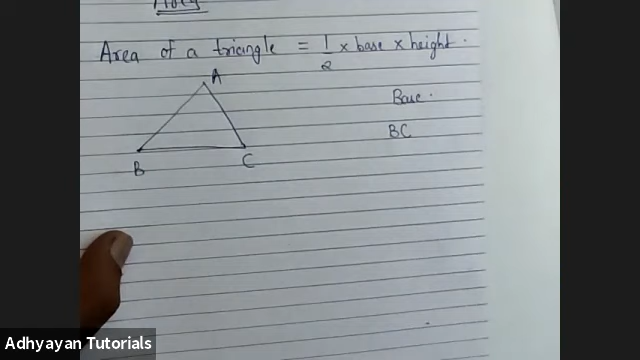 Area of a triangle = 1/2 × base × height.
A
Base.
BC
B
C
Adhyayan Tutorials